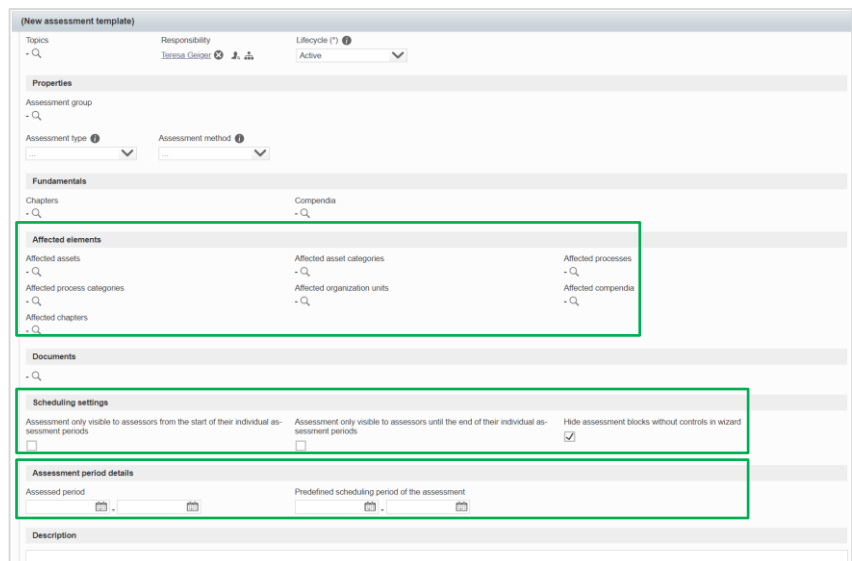 (New assessment template)
Topics Responsibility Lifecycle (*)
- Teresa Geiger Active
Properties
Assessment group
-
Assessment type Assessment method
... ...
Fundamentals
Chapters Compendia
- -
Affected elements
Affected assets Affected asset categories Affected processes
- - -
Affected process categories Affected organization units Affected compendia
- - -
Affected chapters
-
Documents
-
Scheduling settings
Assessment only visible to assessors from the start of their individual as- Assessment only visible to assessors until the end of their individual as- Hide assessment blocks without controls in wizard
sessment periods sessment periods
Assessment period details
Assessed period Predefined scheduling period of the assessment
- -
Description